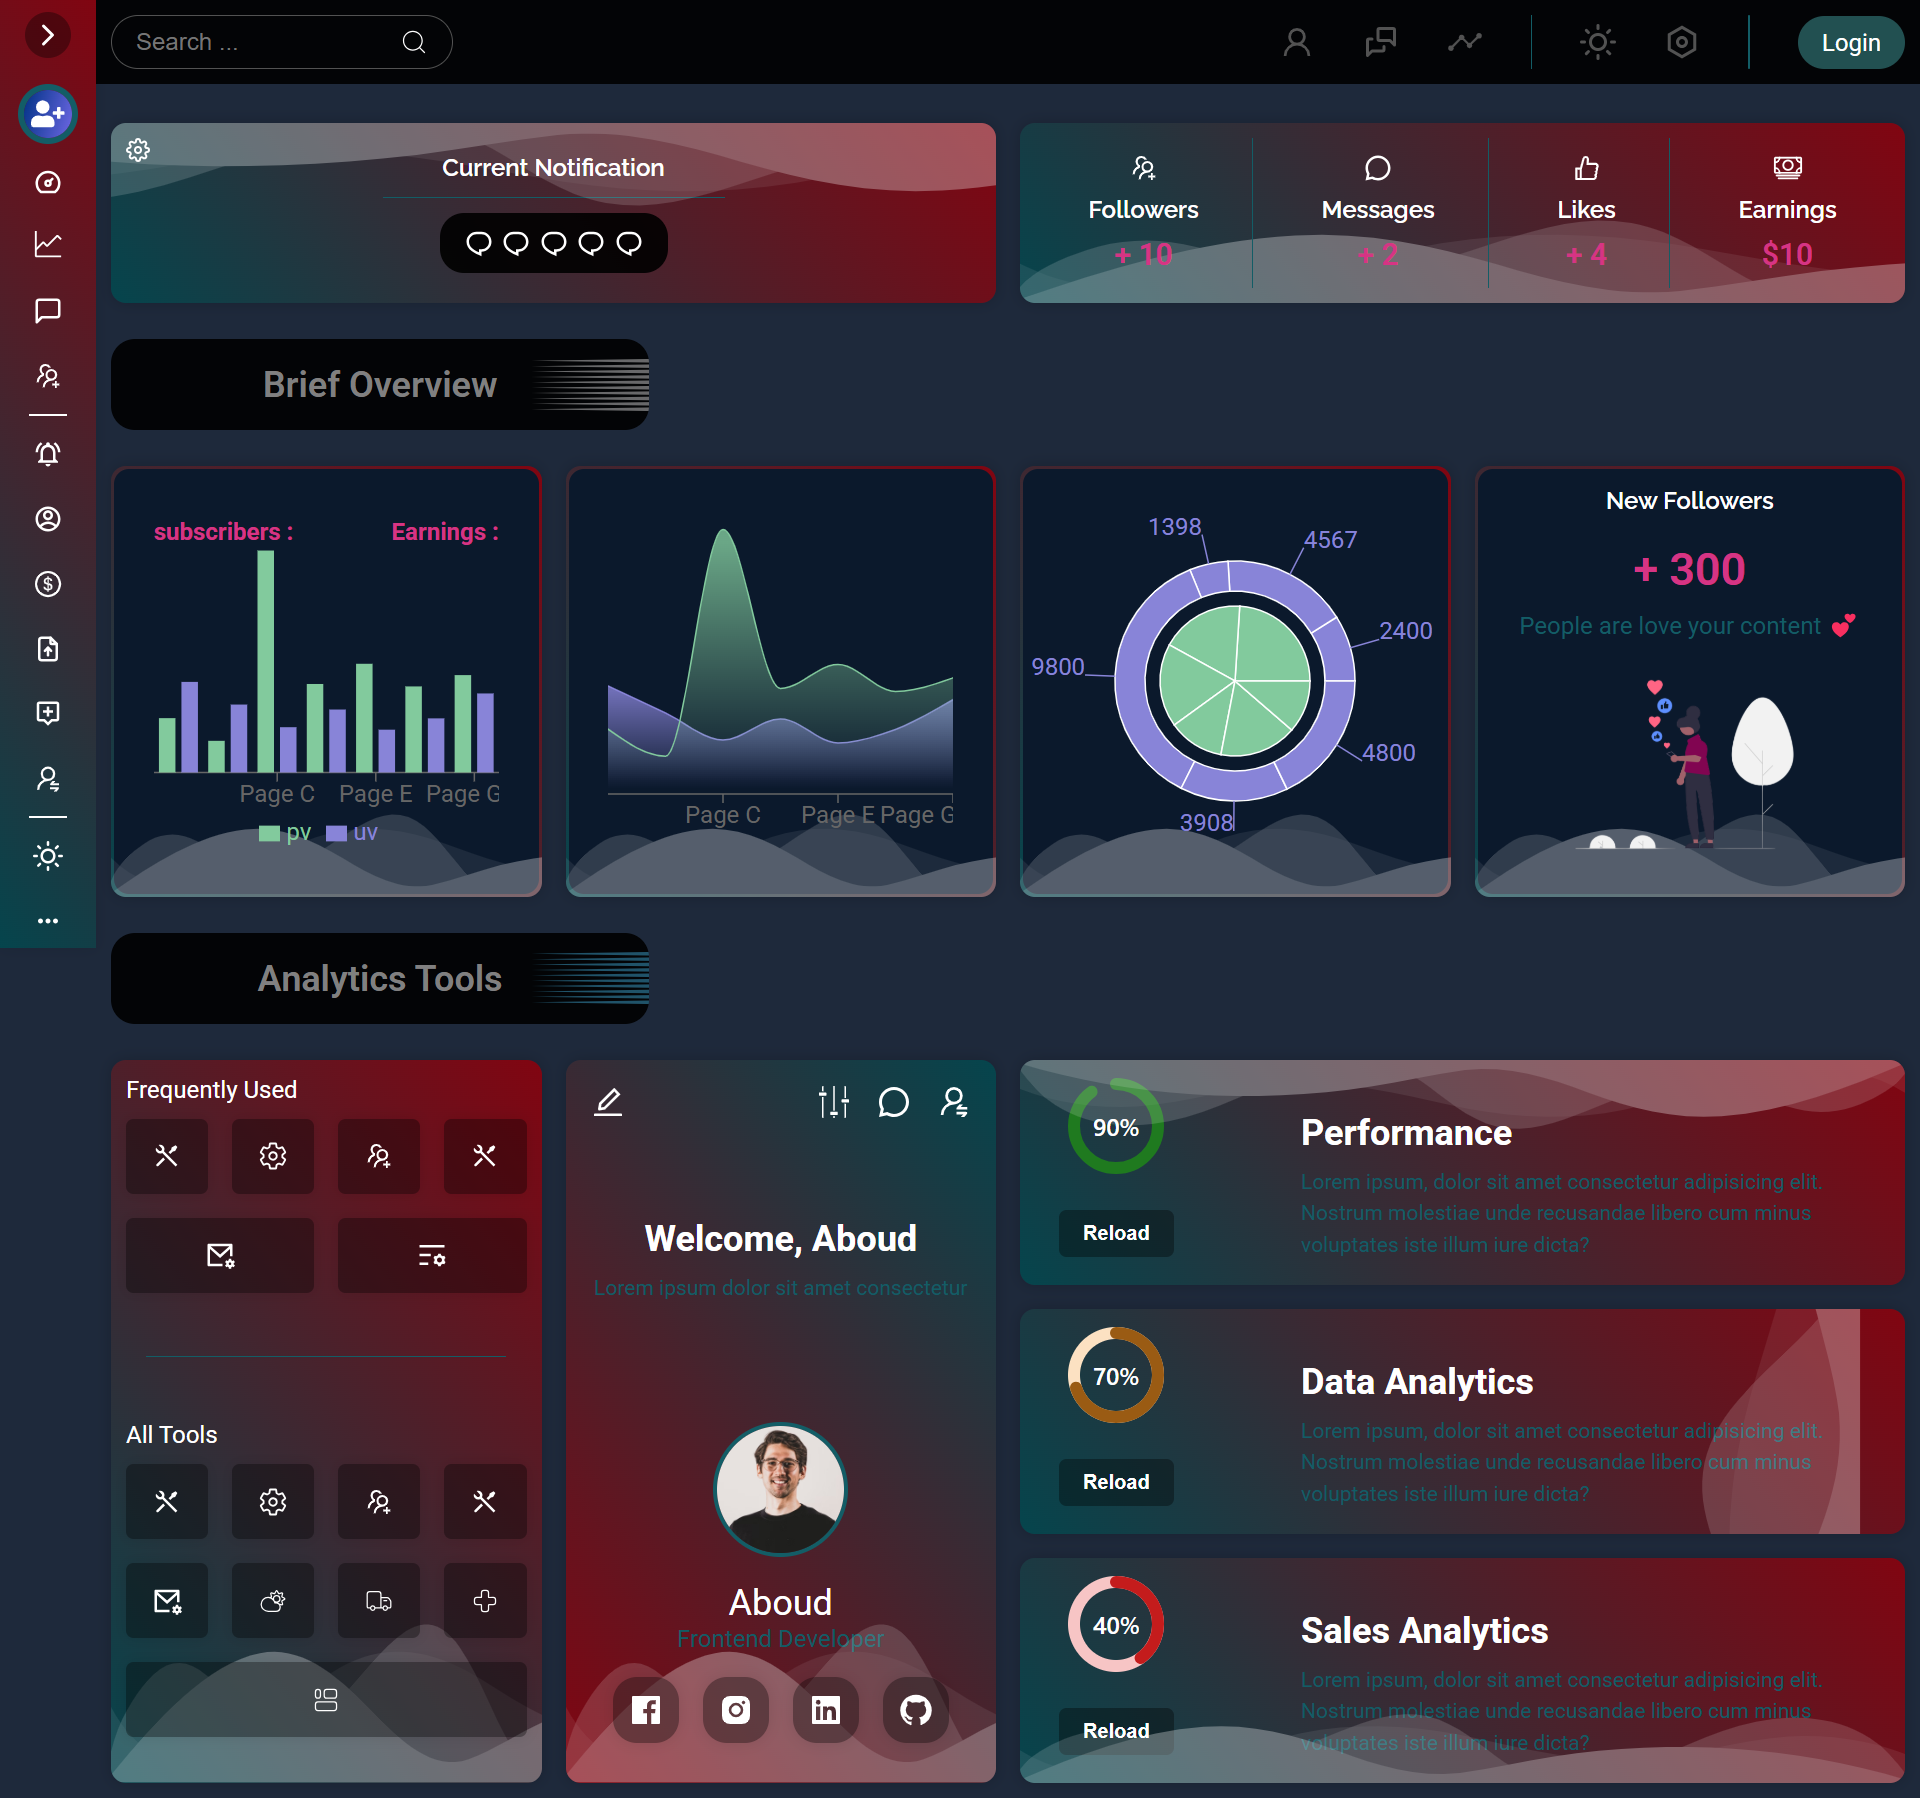 Search ...
Login
Current Notification
Followers
+ 10
Messages
+ 2
Likes
+ 4
Earnings
$10
Brief Overview
subscribers :
Earnings :
Page C
Page E
Page G
pv
uv
Page C
Page E
Page G
1398
4567
2400
9800
4800
3908
New Followers
+ 300
People are love your content
Analytics Tools
Frequently Used
All Tools
Welcome, Aboud
Lorem ipsum dolor sit amet consectetur
Aboud
Frontend Developer
90%
Reload
Performance
Lorem ipsum, dolor sit amet consectetur adipisicing elit.
Nostrum molestiae unde recusandae libero cum minus
voluptates iste illum iure dicta?
70%
Reload
Data Analytics
Lorem ipsum, dolor sit amet consectetur adipisicing elit.
Nostrum molestiae unde recusandae libero cum minus
voluptates iste illum iure dicta?
40%
Reload
Sales Analytics
Lorem ipsum, dolor sit amet consectetur adipisicing elit.
Nostrum molestiae unde recusandae libero cum minus
voluptates iste illum iure dicta?